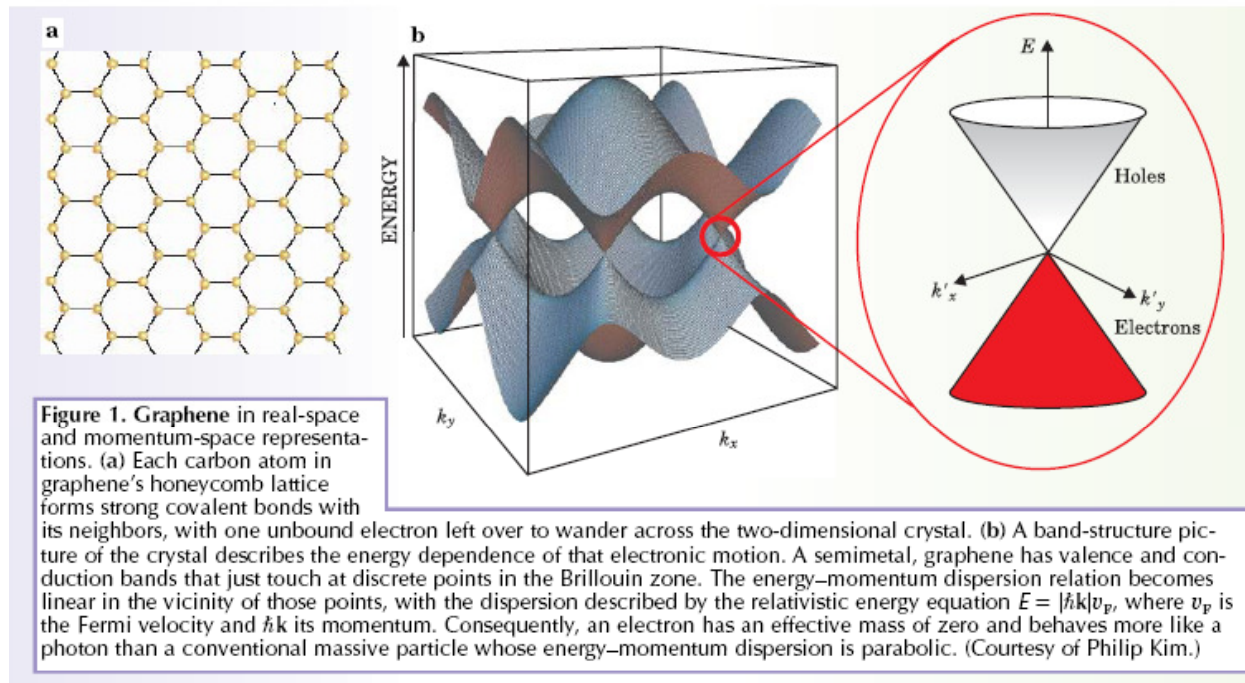 a
b
ENERGY
k_y
k_x
E
Holes
k'_x
k'_y
Electrons
Figure 1. Graphene in real-space
and momentum-space representa-
tions. (a) Each carbon atom in
graphene's honeycomb lattice
forms strong covalent bonds with
its neighbors, with one unbound electron left over to wander across the two-dimensional crystal. (b) A band-structure pic-
ture of the crystal describes the energy dependence of that electronic motion. A semimetal, graphene has valence and con-
duction bands that just touch at discrete points in the Brillouin zone. The energy–momentum dispersion relation becomes
linear in the vicinity of those points, with the dispersion described by the relativistic energy equation E = |ℏk|v_F, where v_F is
the Fermi velocity and ℏk its momentum. Consequently, an electron has an effective mass of zero and behaves more like a
photon than a conventional massive particle whose energy–momentum dispersion is parabolic. (Courtesy of Philip Kim.)